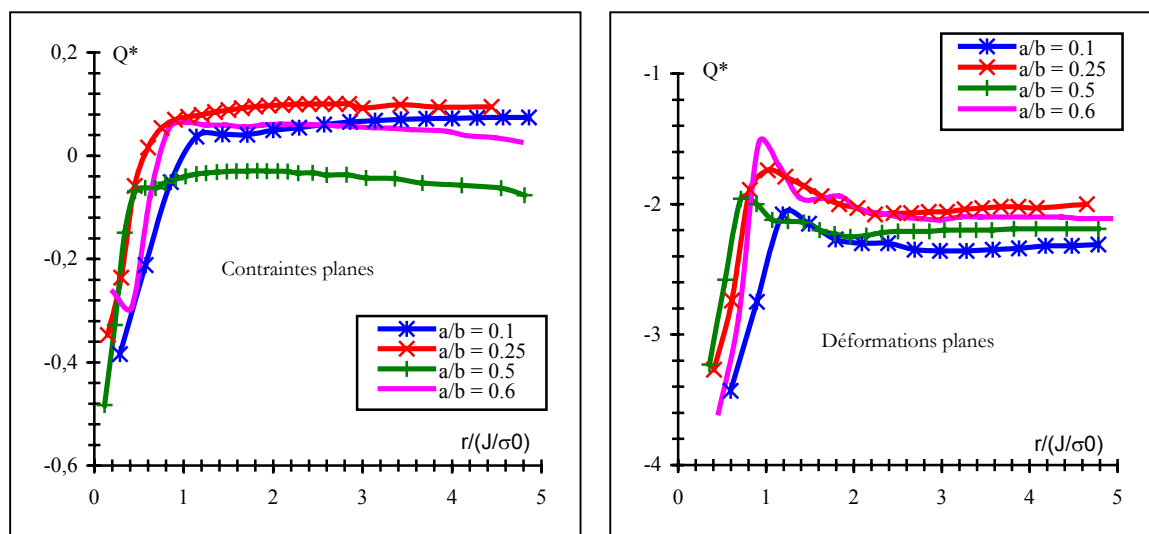 Q*
0,2
0
-0,2
-0,4
-0,6
0 1 2 3 4 5
r/(J/σ0)
Contraintes planes
a/b = 0.1
a/b = 0.25
a/b = 0.5
a/b = 0.6
Q*
-1
-2
-3
-4
0 1 2 3 4 5
r/(J/σ0)
Déformations planes
a/b = 0.1
a/b = 0.25
a/b = 0.5
a/b = 0.6